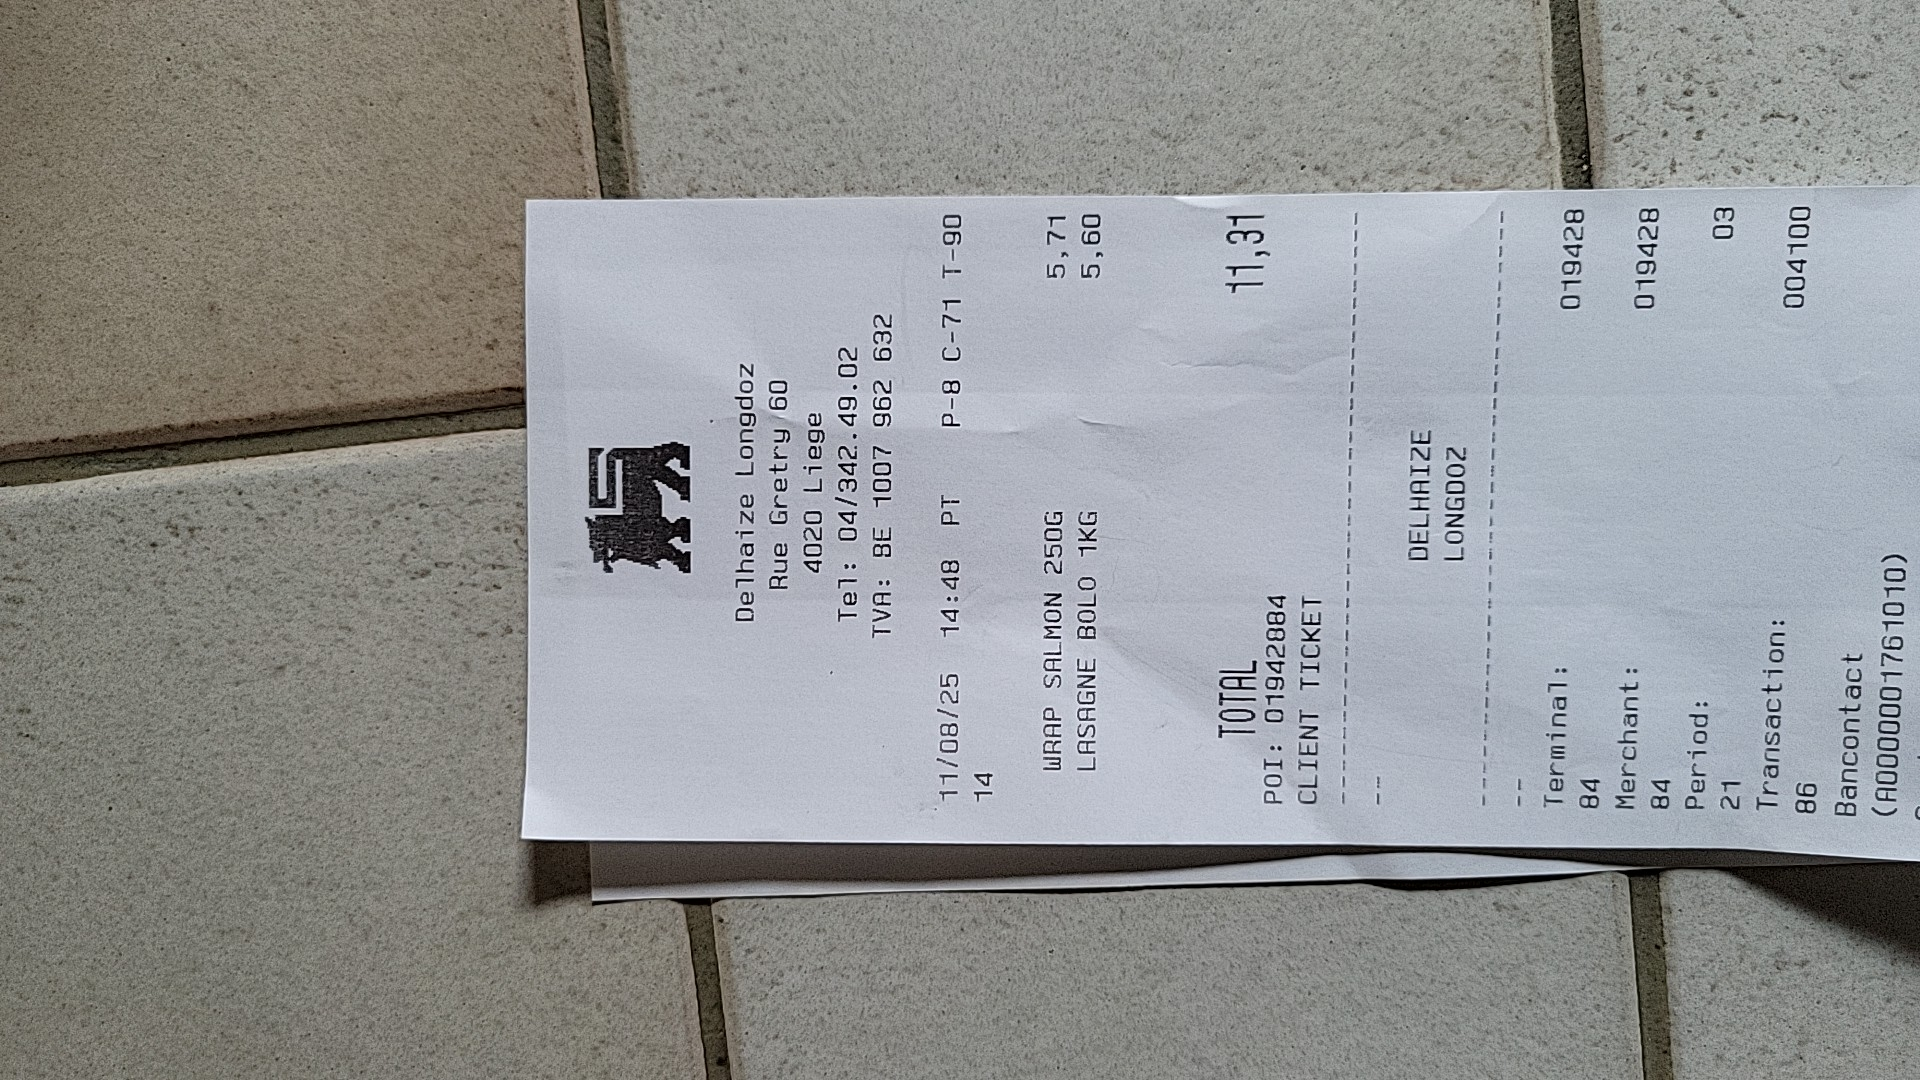 Delhaize Longdoz
Rue Gretry 60
4020 Liege
Tel: 04/342.49.02
TVA: BE 1007 962 632
11/08/25 14:48 PT P-8 C-71 T-90
14
WRAP SALMON 250G 5,71
LASAGNE BOLO 1KG 5,60
TOTAL 11,31
POI: 01942884
CLIENT TICKET
--------------------------------
--
DELHAIZE
LONGDOZ
--------------------------------
--
Terminal: 019428
84
Merchant: 019428
84
Period: 03
21
Transaction: 004100
86
Bancontact
(A0000001761010)